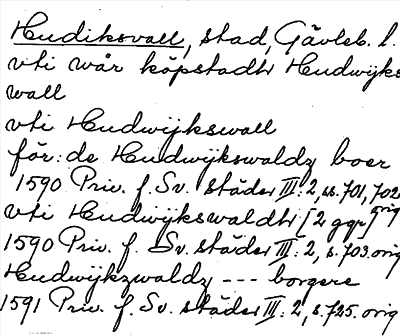 Hudiksvall, stad, Gävleb. l.
vti wår köpstadh Hudwijks
wall
vti Hudwijkswall
för: de Hudwijkswaldz boer
1590 Priv. f. Sv. städer III: 2, ss. 701, 702 orig
vti Hudwijkswaldh [2 ggr]
1590 Priv. f. Sv. städer III: 2, s. 703. orig
Hudwijkzwaldz --- borgere
1591 Priv. f. Sv. städer III: 2, s. 725. orig